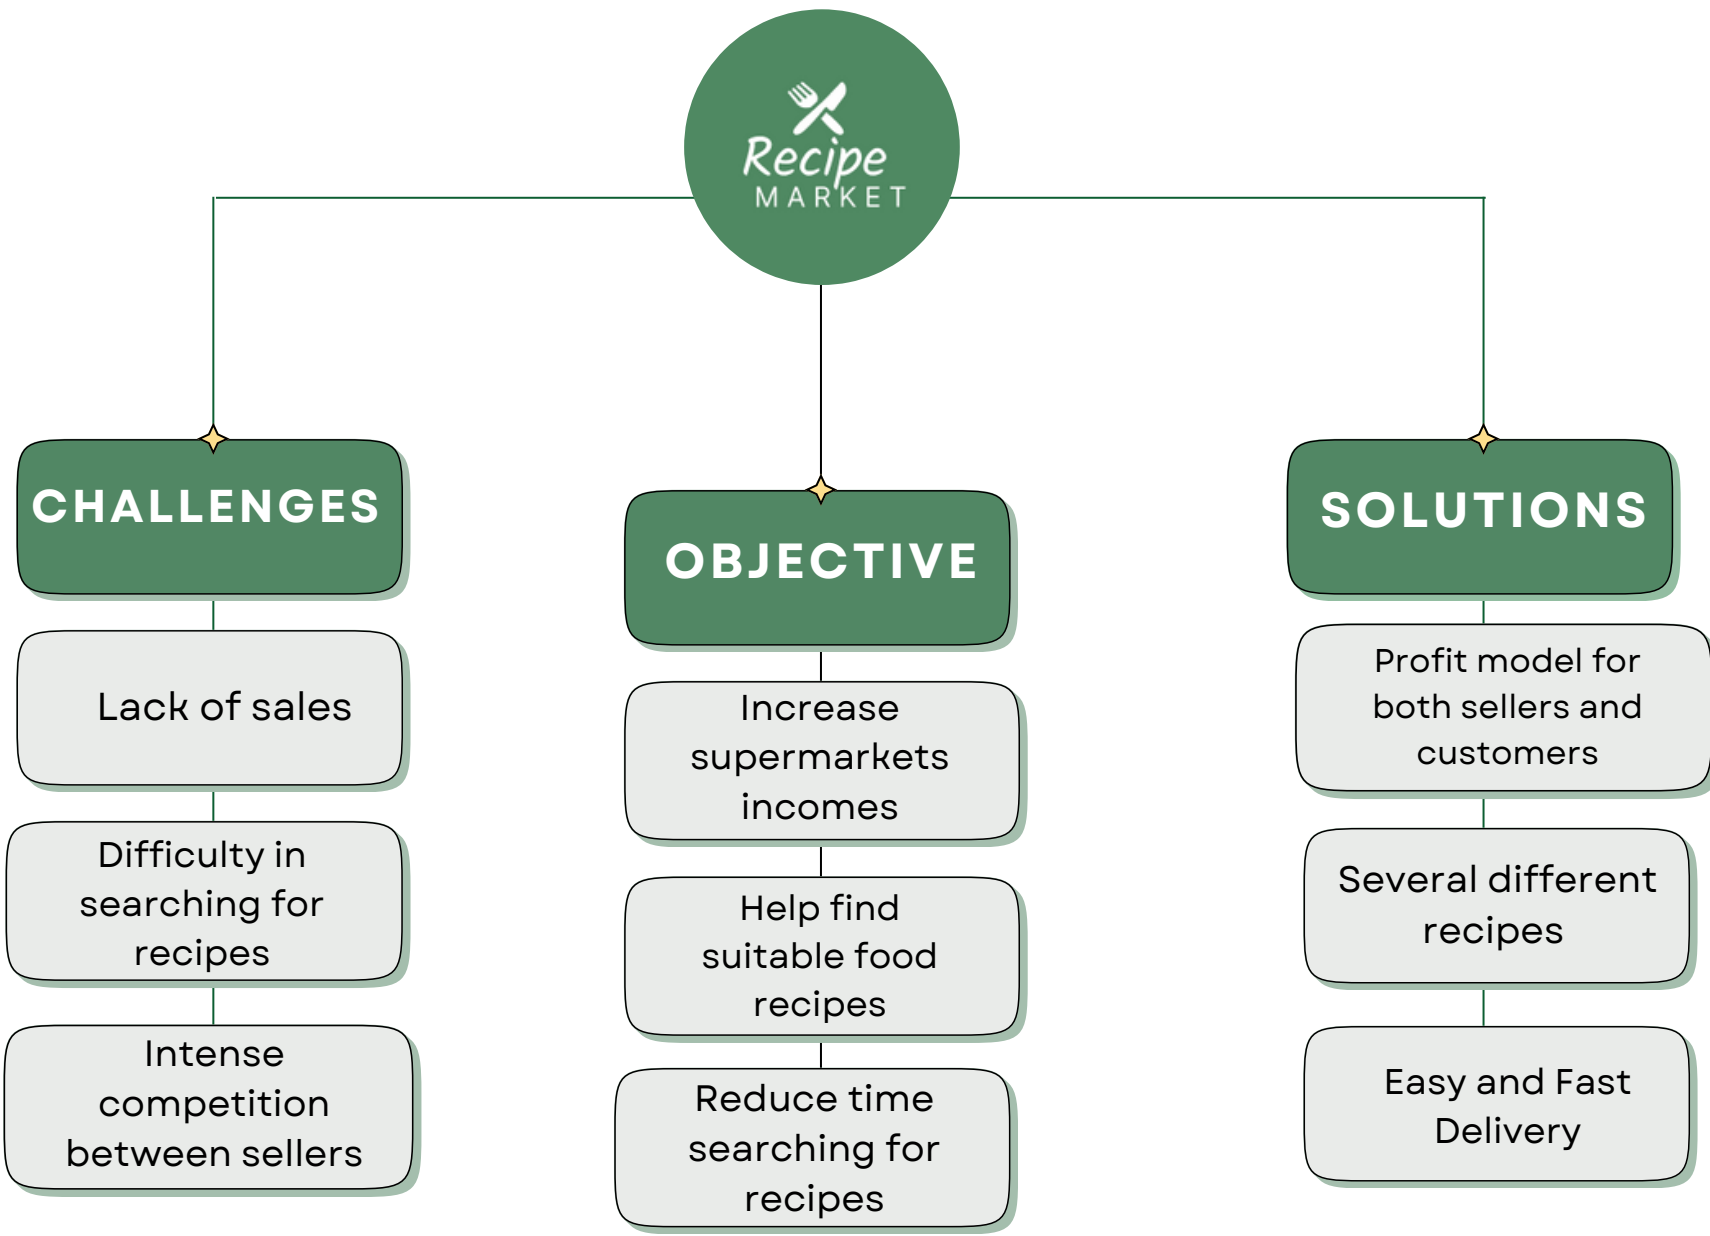 Recipe
MARKET
CHALLENGES
Lack of sales
Difficulty in
searching for
recipes
Intense
competition
between sellers
OBJECTIVE
Increase
supermarkets
incomes
Help find
suitable food
recipes
Reduce time
searching for
recipes
SOLUTIONS
Profit model for
both sellers and
customers
Several different
recipes
Easy and Fast
Delivery